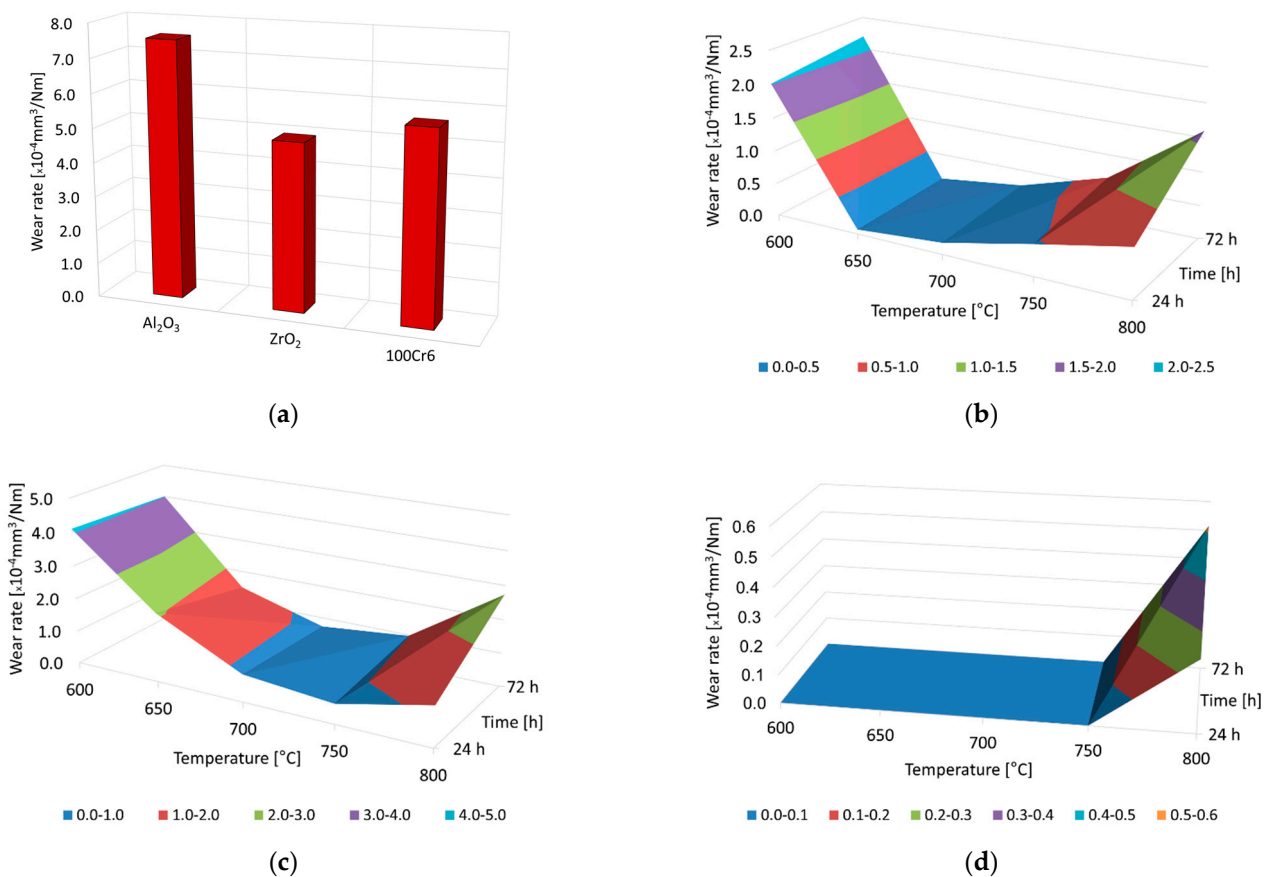 8.0
7.0
6.0
5.0
4.0
3.0
2.0
1.0
0.0
Wear rate [x10⁻⁴mm³/Nm]
Al₂O₃
ZrO₂
100Cr6
(a)
2.5
2.0
1.5
1.0
0.5
0.0
Wear rate [x10⁻⁴mm³/Nm]
600
650
700
750
800
Temperature [°C]
72 h
Time [h]
24 h
0.0-0.5 0.5-1.0 1.0-1.5 1.5-2.0 2.0-2.5
(b)
5.0
4.0
3.0
2.0
1.0
0.0
Wear rate [x10⁻⁴mm³/Nm]
600
650
700
750
800
Temperature [°C]
72 h
Time [h]
24 h
0.0-1.0 1.0-2.0 2.0-3.0 3.0-4.0 4.0-5.0
(c)
0.6
0.5
0.4
0.3
0.2
0.1
0.0
Wear rate [x10⁻⁴mm³/Nm]
600
650
700
750
800
Temperature [°C]
72 h
Time [h]
24 h
0.0-0.1 0.1-0.2 0.2-0.3 0.3-0.4 0.4-0.5 0.5-0.6
(d)